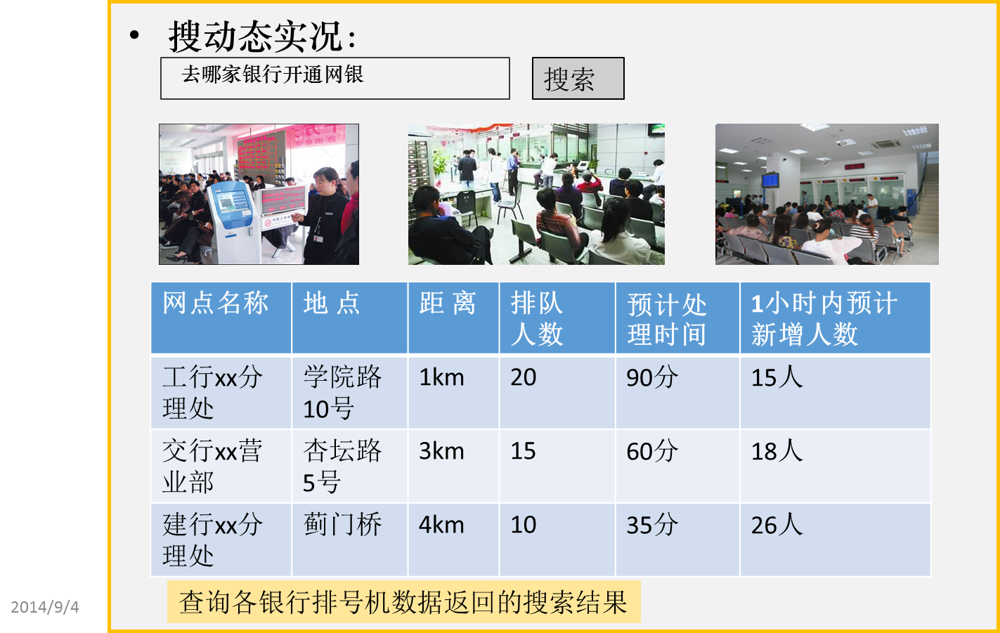 • 搜动态实况：
去哪家银行开通网银
搜索
网点名称
地 点
距 离
排队
人数
预计处
理时间
1小时内预计
新增人数
工行xx分
理处
学院路
10号
1km
20
90分
15人
交行xx营
业部
杏坛路
5号
3km
15
60分
18人
建行xx分
理处
蓟门桥
4km
10
35分
26人
查询各银行排号机数据返回的搜索结果
2014/9/4